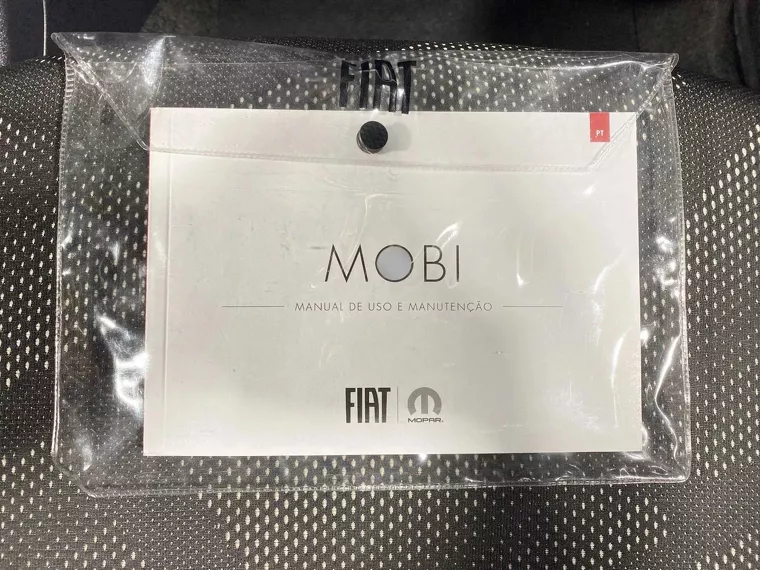 FIAT
PT
MOBI
MANUAL DE USO E MANUTENÇÃO
FIAT
MOPAR